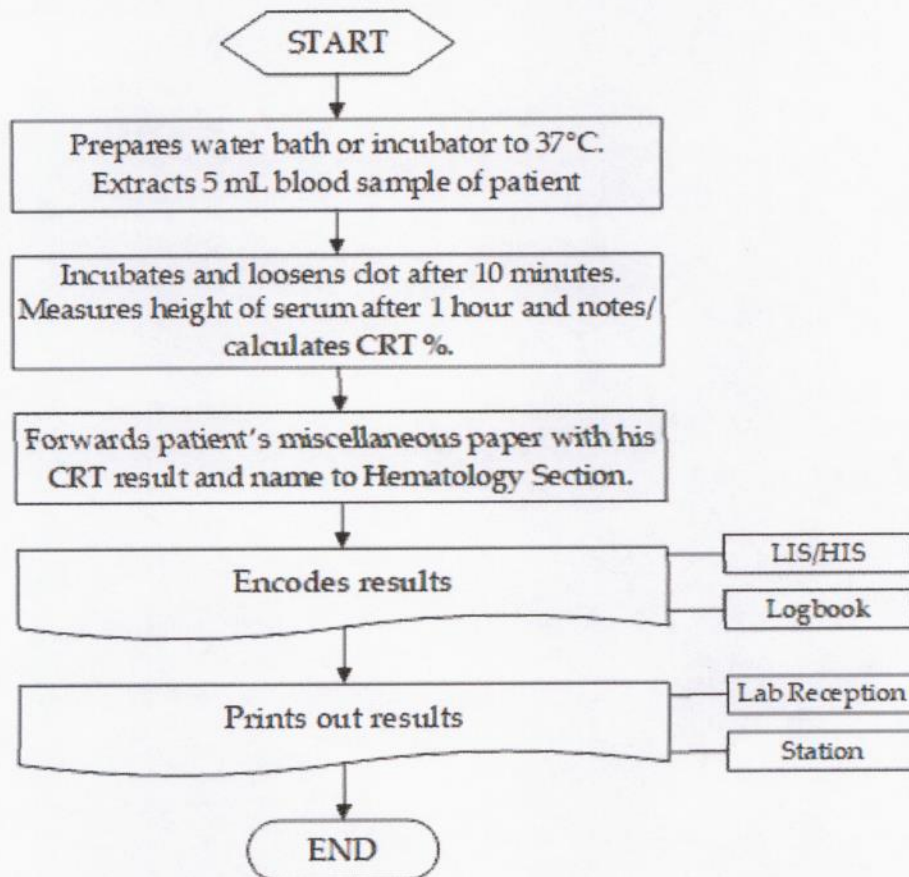 START
Prepares water bath or incubator to 37°C.
Extracts 5 mL blood sample of patient
Incubates and loosens clot after 10 minutes.
Measures height of serum after 1 hour and notes/
calculates CRT %.
Forwards patient's miscellaneous paper with his
CRT result and name to Hematology Section.
Encodes results
LIS/HIS
Logbook
Prints out results
Lab Reception
Station
END